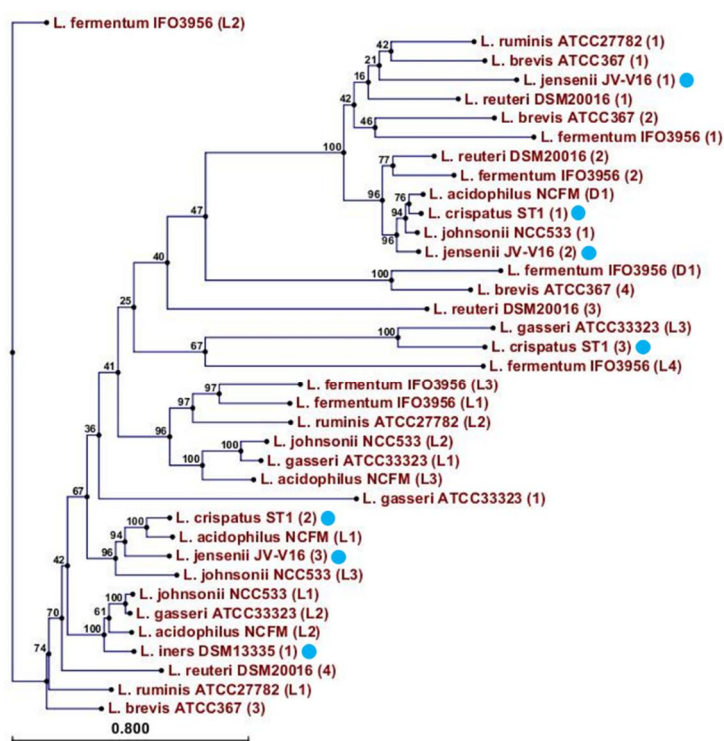 L. fermentum IFO3956 (L2)
L. ruminis ATCC27782 (1)
42
L. brevis ATCC367 (1)
21
L. jensenii JV-V16 (1)
16
L. reuteri DSM20016 (1)
42
L. brevis ATCC367 (2)
46
L. fermentum IFO3956 (1)
100
L. reuteri DSM20016 (2)
77
L. fermentum IFO3956 (2)
96
L. acidophilus NCFM (D1)
76
L. crispatus ST1 (1)
94
L. johnsonii NCC533 (1)
96
L. jensenii JV-V16 (2)
47
L. fermentum IFO3956 (D1)
100
L. brevis ATCC367 (4)
40
L. reuteri DSM20016 (3)
25
L. gasseri ATCC33323 (L3)
100
L. crispatus ST1 (3)
67
L. fermentum IFO3956 (L4)
41
L. fermentum IFO3956 (L3)
97
L. fermentum IFO3956 (L1)
97
L. ruminis ATCC27782 (L2)
96
L. johnsonii NCC533 (L2)
100
L. gasseri ATCC33323 (L1)
100
L. acidophilus NCFM (L3)
36
L. gasseri ATCC33323 (1)
67
L. crispatus ST1 (2)
100
L. acidophilus NCFM (L1)
94
L. jensenii JV-V16 (3)
96
L. johnsonii NCC533 (L3)
42
L. johnsonii NCC533 (L1)
100
L. gasseri ATCC33323 (L2)
61
L. acidophilus NCFM (L2)
100
L. iners DSM13335 (1)
70
L. reuteri DSM20016 (4)
74
L. ruminis ATCC27782 (L1)
L. brevis ATCC367 (3)
0.800